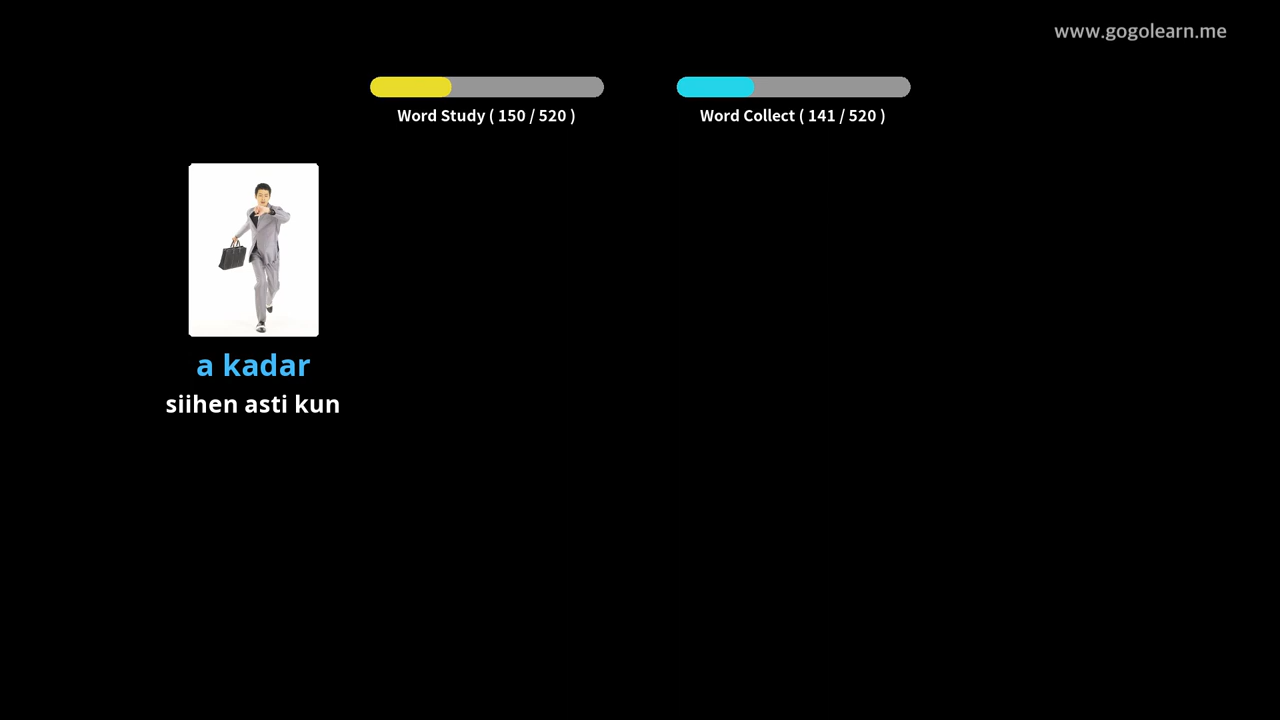 www.gogolearn.me
Word Study ( 150 / 520 )
Word Collect ( 141 / 520 )
a kadar
siihen asti kun